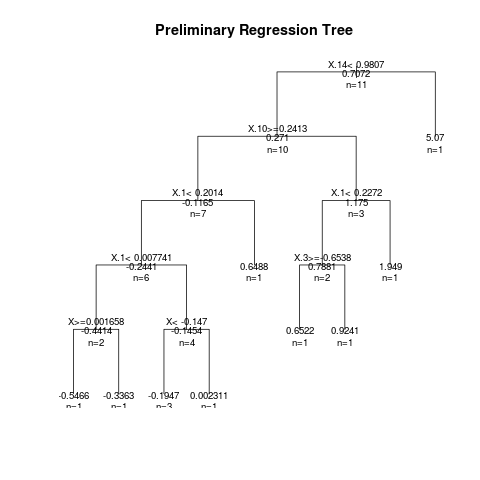 Preliminary Regression Tree
X.14< 0.9807
0.7072
n=11
X.10>=0.2413
0.271
n=10
5.07
n=1
X.1< 0.2014
-0.1165
n=7
X.1< 0.2272
1.175
n=3
X.1< 0.007741
-0.2441
n=6
0.6488
n=1
X.3>=-0.6538
0.7881
n=2
1.949
n=1
X>=0.001658
-0.4414
n=2
X< -0.147
-0.1454
n=4
0.6522
n=1
0.9241
n=1
-0.5466
n=1
-0.3363
n=1
-0.1947
n=3
0.002311
n=1